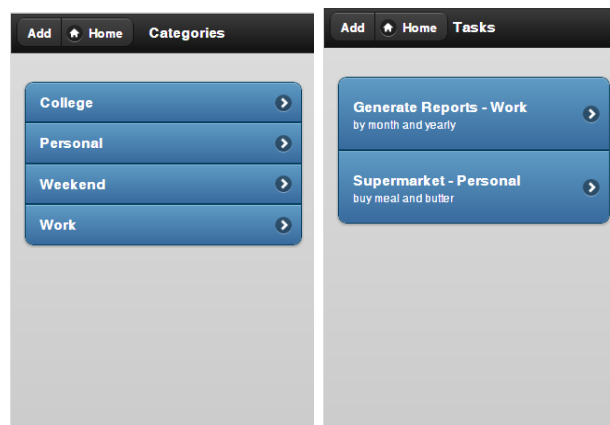 Add Home Categories
College
Personal
Weekend
Work
Add Home Tasks
Generate Reports - Work
by month and yearly
Supermarket - Personal
buy meal and butter